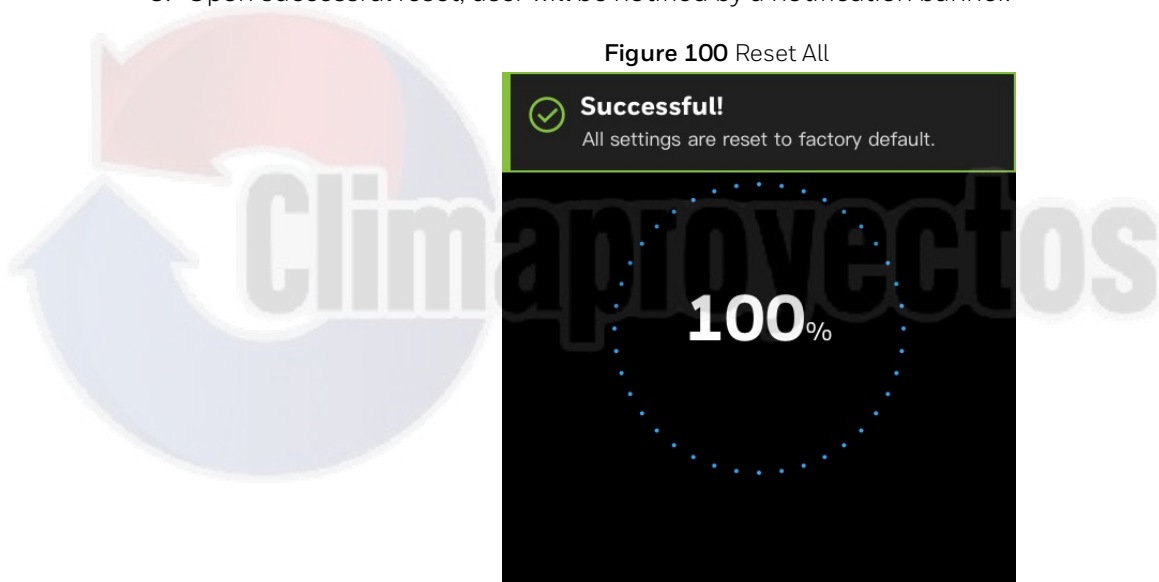 Upon successful reset, user will be notified by a notification banner.
Figure 100 Reset All
Successful!
All settings are reset to factory default.
Climaproyectos
100%